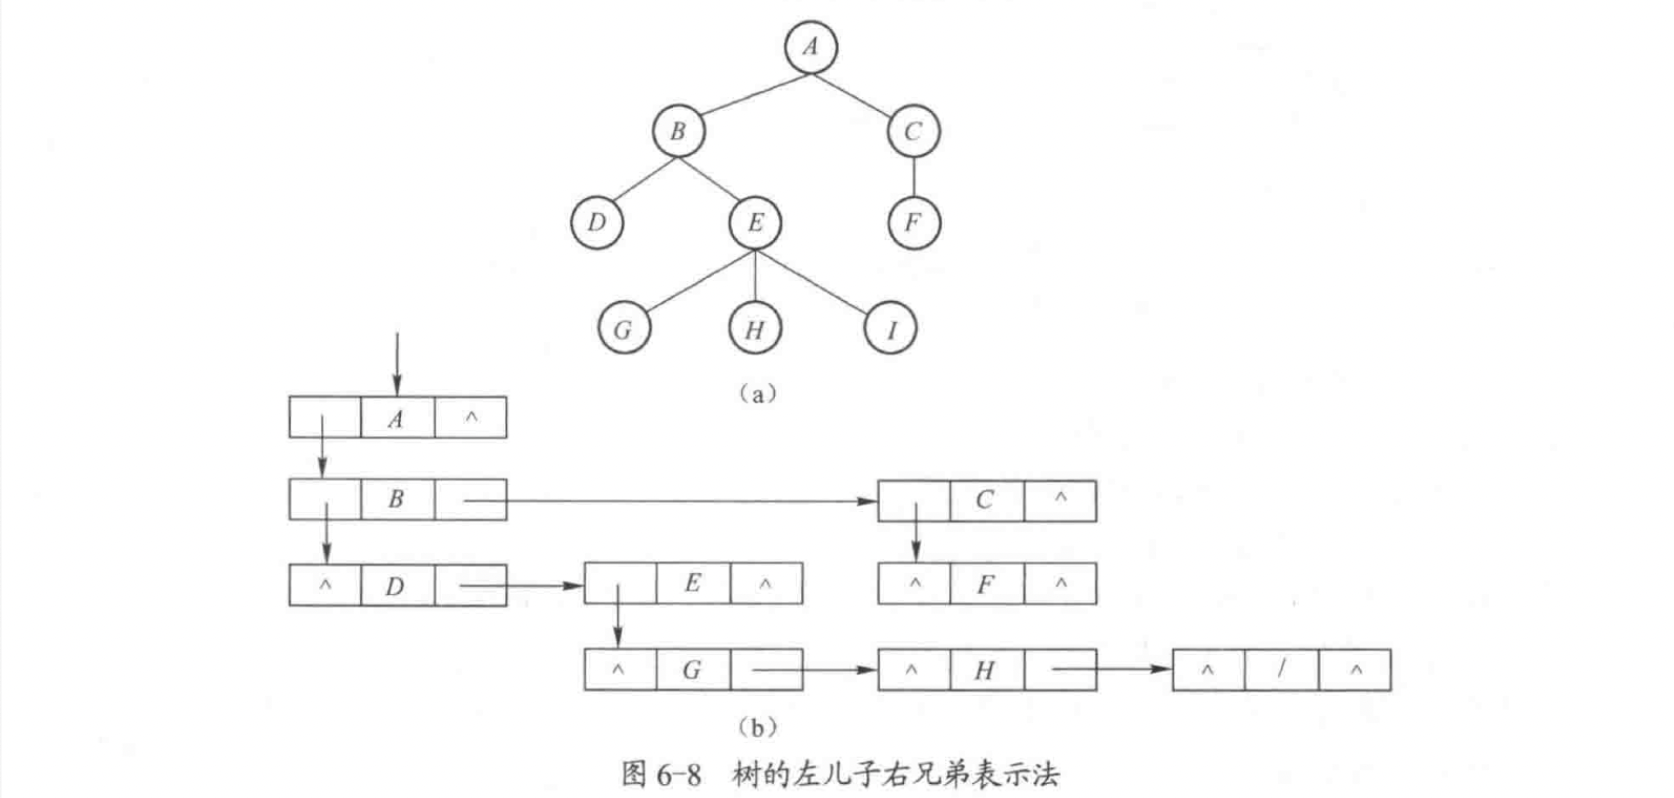 A
B C
D E F
G H I
(a)
A ^
B C ^
^ D E ^ ^ F ^
^ G ^ H ^ / ^
(b)
图 6-8 树的左儿子右兄弟表示法